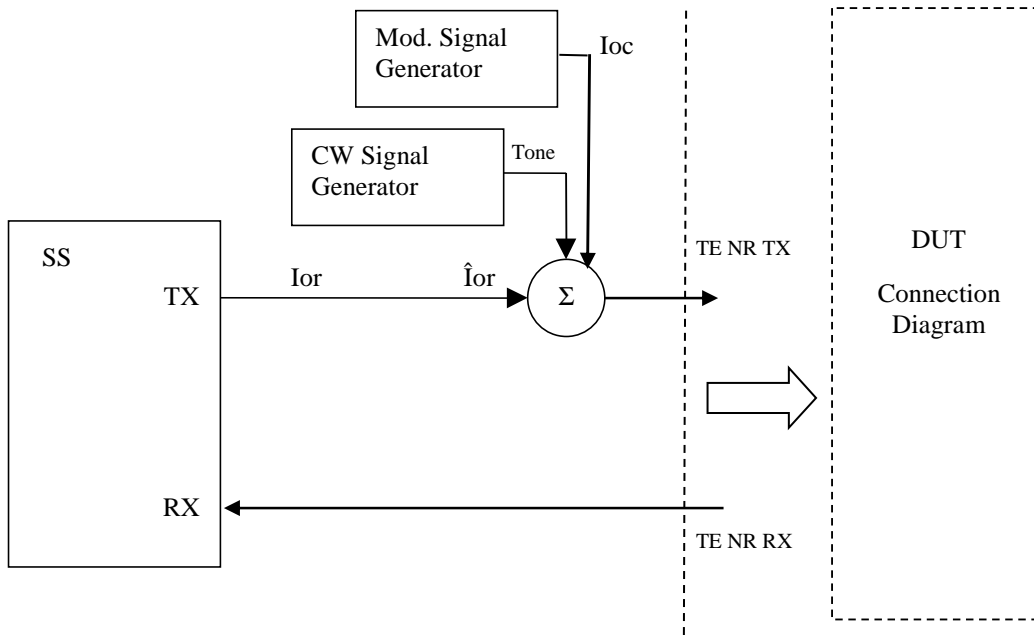 Mod. Signal
Generator
Ioc
CW Signal
Generator
Tone
SS
TX
Ior
Îor
Σ
TE NR TX
DUT
Connection
Diagram
RX
TE NR RX